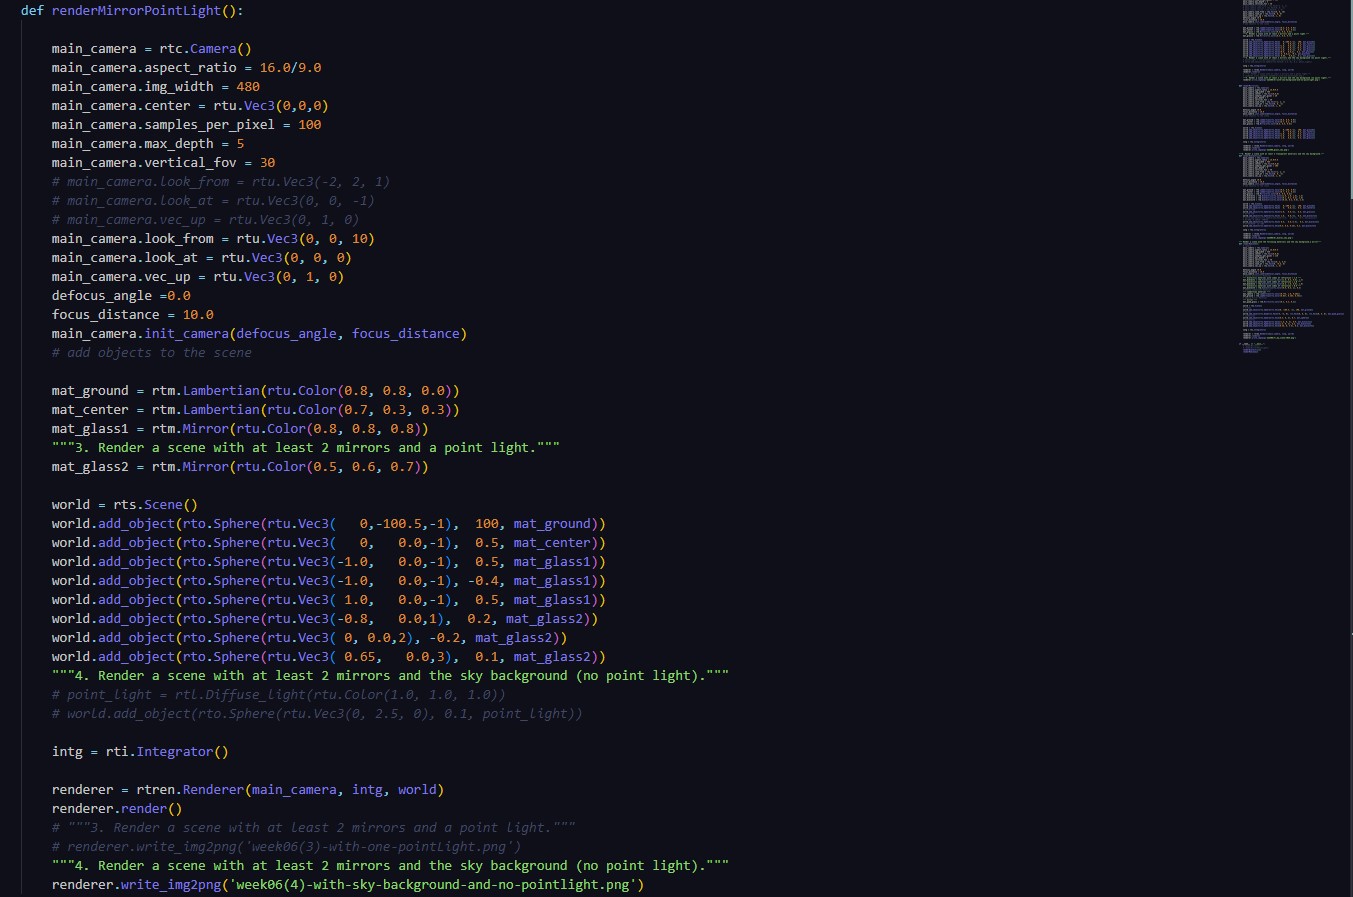 def renderMirrorPointLight():
main_camera = rtc.Camera()
main_camera.aspect_ratio = 16.0/9.0
main_camera.img_width = 480
main_camera.center = rtu.Vec3(0,0,0)
main_camera.samples_per_pixel = 100
main_camera.max_depth = 5
main_camera.vertical_fov = 30
# main_camera.look_from = rtu.Vec3(-2, 2, 1)
# main_camera.look_at = rtu.Vec3(0, 0, -1)
# main_camera.vec_up = rtu.Vec3(0, 1, 0)
main_camera.look_from = rtu.Vec3(0, 0, 10)
main_camera.look_at = rtu.Vec3(0, 0, 0)
main_camera.vec_up = rtu.Vec3(0, 1, 0)
defocus_angle =0.0
focus_distance = 10.0
main_camera.init_camera(defocus_angle, focus_distance)
# add objects to the scene
mat_ground = rtm.Lambertian(rtu.Color(0.8, 0.8, 0.0))
mat_center = rtm.Lambertian(rtu.Color(0.7, 0.3, 0.3))
mat_glass1 = rtm.Mirror(rtu.Color(0.8, 0.8, 0.8))
"""3. Render a scene with at least 2 mirrors and a point light."""
mat_glass2 = rtm.Mirror(rtu.Color(0.5, 0.6, 0.7))
world = rts.Scene()
world.add_object(rto.Sphere(rtu.Vec3(   0,-100.5,-1),  100, mat_ground))
world.add_object(rto.Sphere(rtu.Vec3(   0,   0.0,-1),  0.5, mat_center))
world.add_object(rto.Sphere(rtu.Vec3(-1.0,   0.0,-1),  0.5, mat_glass1))
world.add_object(rto.Sphere(rtu.Vec3(-1.0,   0.0,-1), -0.4, mat_glass1))
world.add_object(rto.Sphere(rtu.Vec3( 1.0,   0.0,-1),  0.5, mat_glass1))
world.add_object(rto.Sphere(rtu.Vec3(-0.8,   0.0,1),  0.2, mat_glass2))
world.add_object(rto.Sphere(rtu.Vec3( 0, 0.0,2), -0.2, mat_glass2))
world.add_object(rto.Sphere(rtu.Vec3( 0.65,   0.0,3),  0.1, mat_glass2))
"""4. Render a scene with at least 2 mirrors and the sky background (no point light)."""
# point_light = rtl.Diffuse_light(rtu.Color(1.0, 1.0, 1.0))
# world.add_object(rto.Sphere(rtu.Vec3(0, 2.5, 0), 0.1, point_light))
intg = rti.Integrator()
renderer = rtren.Renderer(main_camera, intg, world)
renderer.render()
# """3. Render a scene with at least 2 mirrors and a point light."""
# renderer.write_img2png('week06(3)-with-one-pointLight.png')
"""4. Render a scene with at least 2 mirrors and the sky background (no point light)."""
renderer.write_img2png('week06(4)-with-sky-background-and-no-pointlight.png')